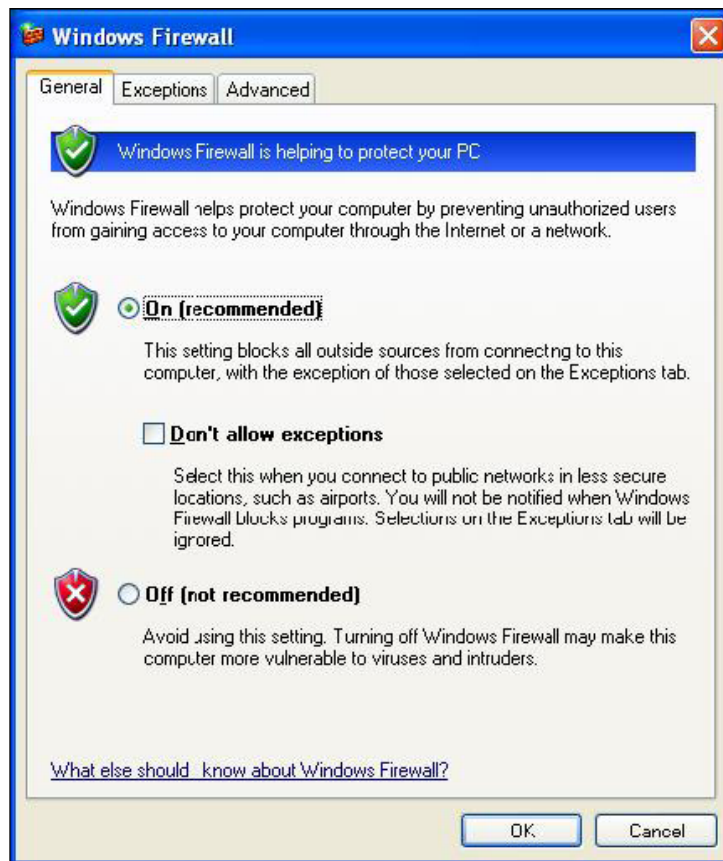 Windows Firewall
General Exceptions Advanced
Windows Firewall is helping to protect your PC
Windows Firewall helps protect your computer by preventing unauthorized users
from gaining access to your computer through the Internet or a network.
On (recommended)
This setting blocks all outside sources from connecting to this
computer, with the exception of those selected on the Exceptions tab.
Don't allow exceptions
Select this when you connect to public networks in less secure
locations, such as airports. You will not be notified when Windows
Firewall blocks programs. Selections on the Exceptions tab will be
ignored.
Off (not recommended)
Avoid using this setting. Turning off Windows Firewall may make this
computer more vulnerable to viruses and intruders.
What else should I know about Windows Firewall?
OK Cancel